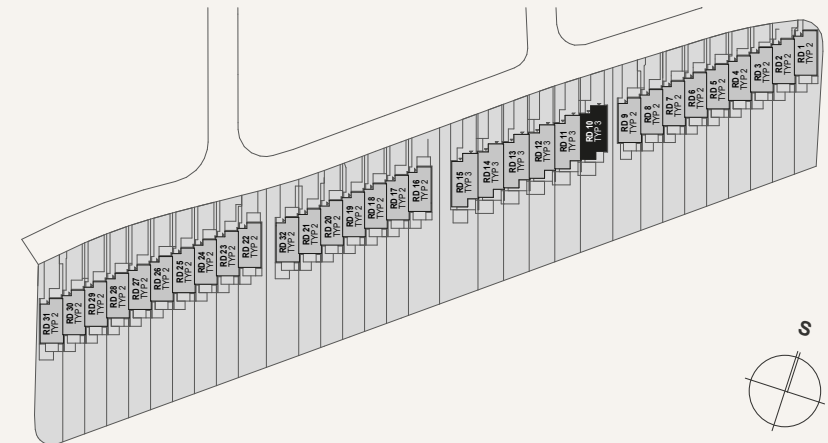 RD 31
TYP 2
RD 30
TYP 2
RD 29
TYP 2
RD 28
TYP 2
RD 27
TYP 2
RD 26
TYP 2
RD 25
TYP 2
RD 24
TYP 2
RD 23
TYP 2
RD 22
TYP 2
RD 32
TYP 2
RD 21
TYP 2
RD 20
TYP 2
RD 19
TYP 2
RD 18
TYP 2
RD 17
TYP 2
RD 16
TYP 2
RD 15
TYP 3
RD 14
TYP 3
RD 13
TYP 3
RD 12
TYP 3
RD 11
TYP 3
RD 10
TYP 3
RD 9
TYP 2
RD 8
TYP 2
RD 7
TYP 2
RD 6
TYP 2
RD 5
TYP 2
RD 4
TYP 2
RD 3
TYP 2
RD 2
TYP 2
RD 1
TYP 2
S